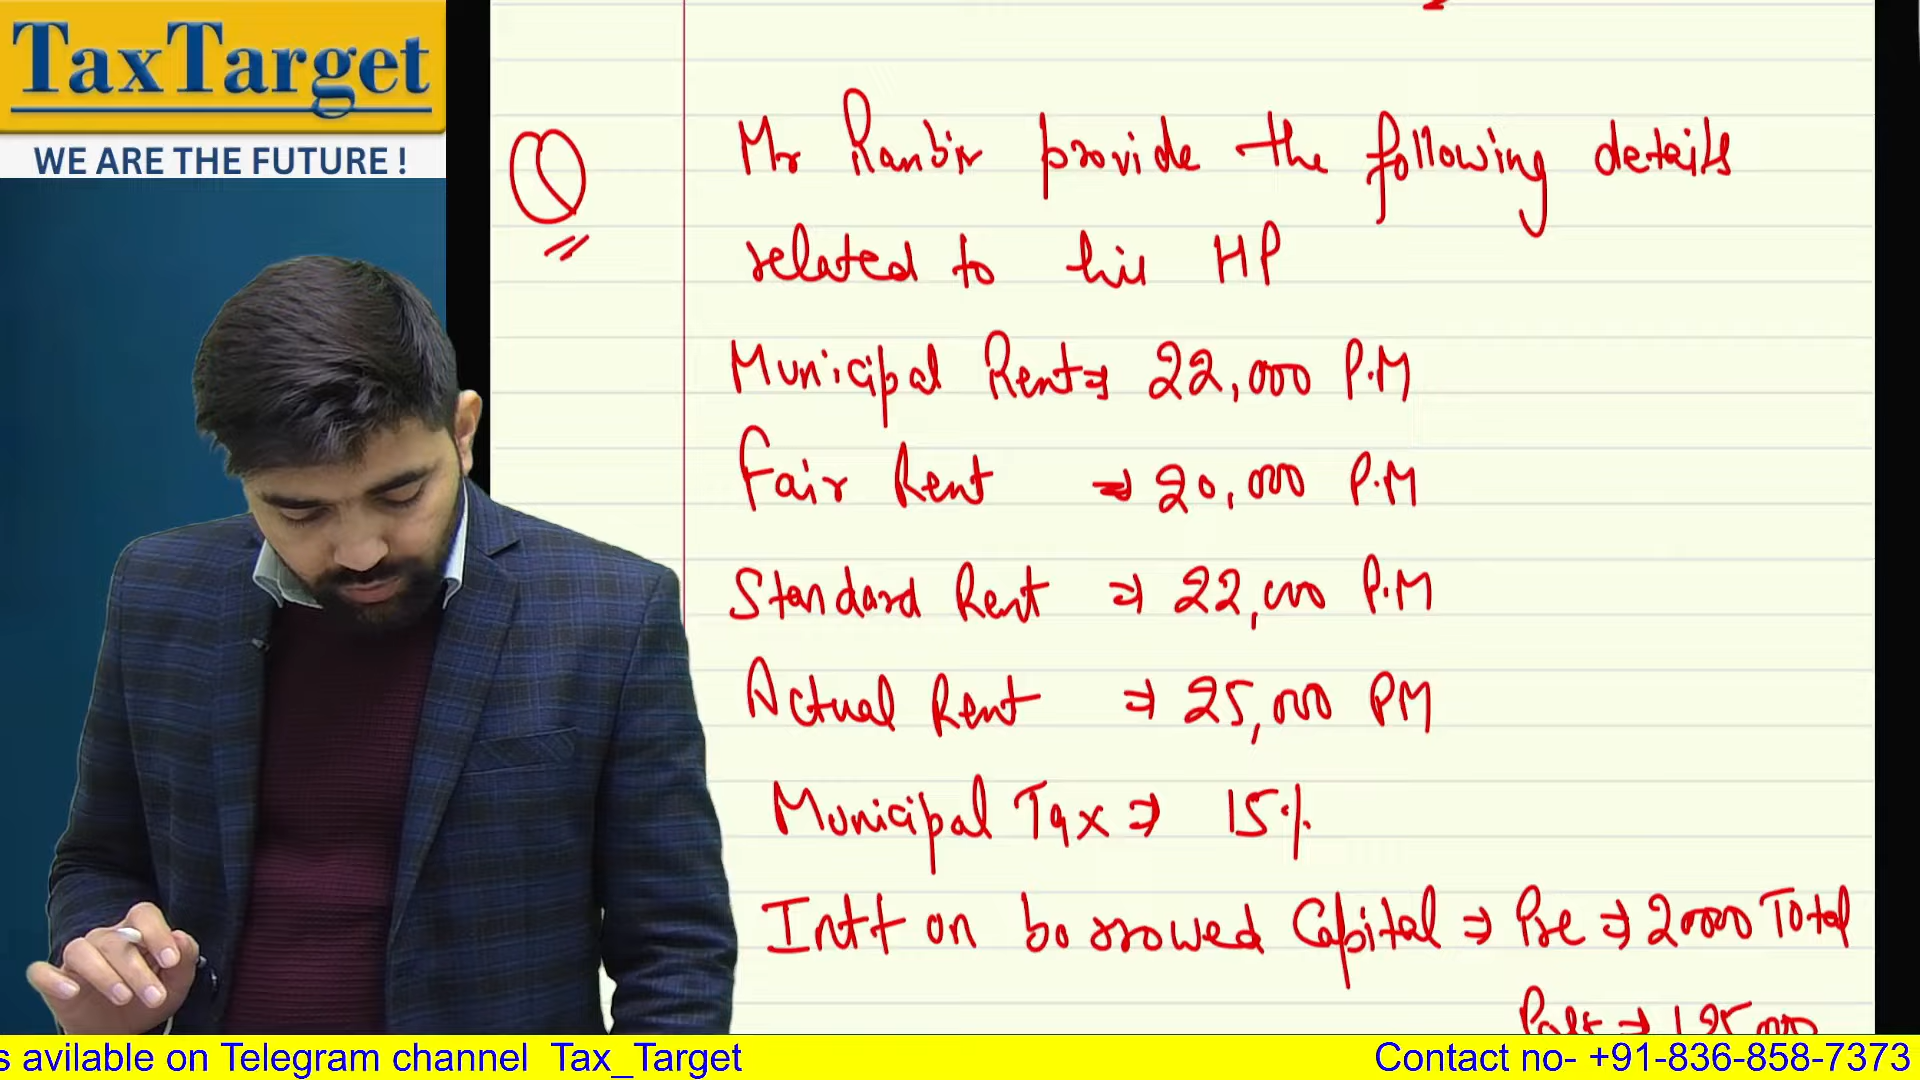 TaxTarget
WE ARE THE FUTURE !
Q
Mr Ranbir provide the following details
related to his HP
Municipal Rent ⇒ 22,000 P.M
Fair Rent ⇒ 20,000 P.M
Standard Rent ⇒ 22,000 P.M
Actual Rent ⇒ 25,000 PM
Municipal Tax ⇒ 15%
Intt on borrowed Capital ⇒ Pre ⇒ 20000 Total
s avilable on Telegram channel Tax_Target
Contact no- +91-836-858-7373